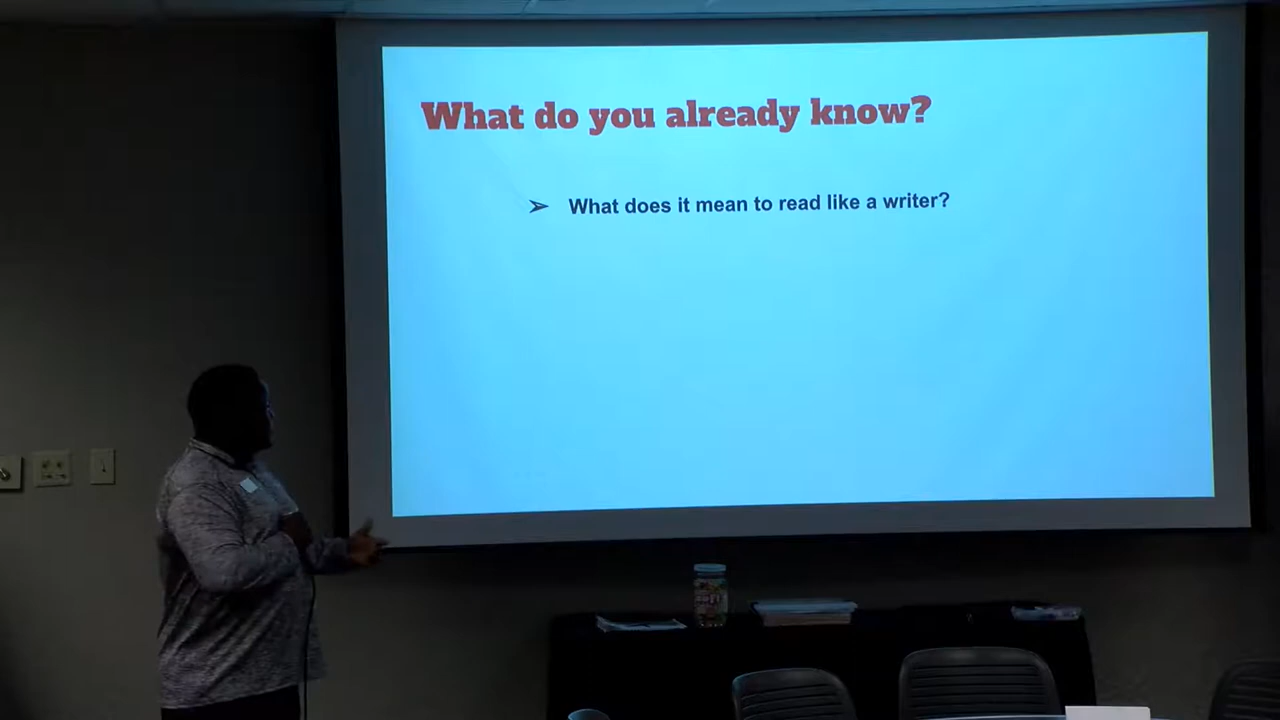 What do you already know?
➢ What does it mean to read like a writer?